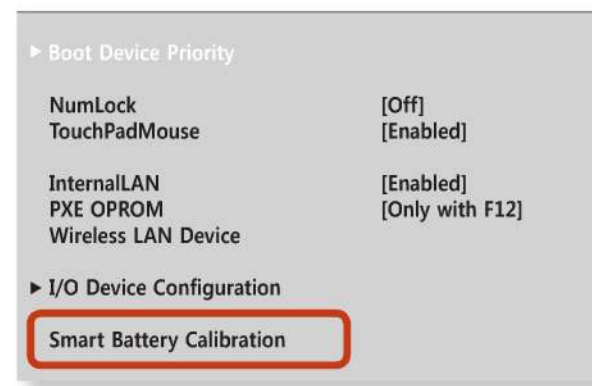 ▶ Boot Device Priority
NumLock [Off]
TouchPadMouse [Enabled]
InternalLAN [Enabled]
PXE OPROM [Only with F12]
Wireless LAN Device
▶ I/O Device Configuration
Smart Battery Calibration